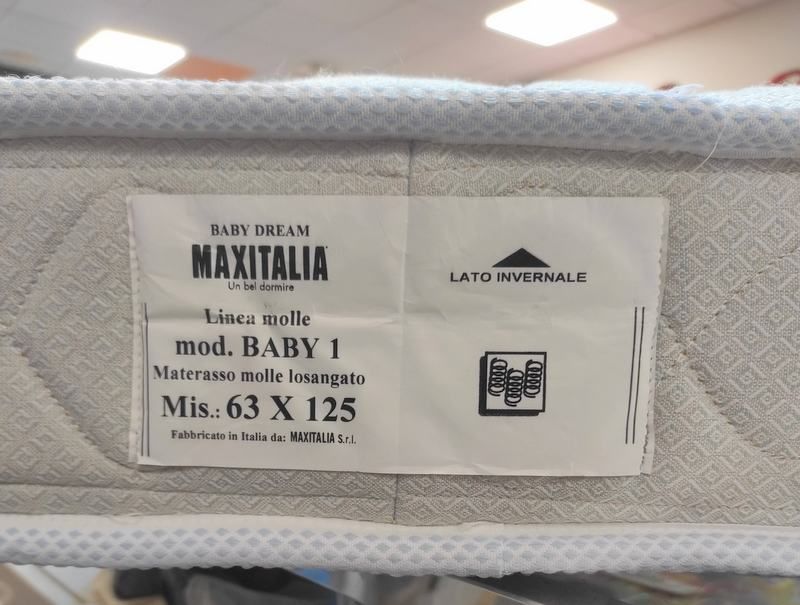 BABY DREAM
MAXITALIA
Un bel dormire
Linea molle
mod. BABY 1
Materasso molle losangato
Mis.: 63 X 125
Fabbricato in Italia da: MAXITALIA S.r.l.
LATO INVERNALE